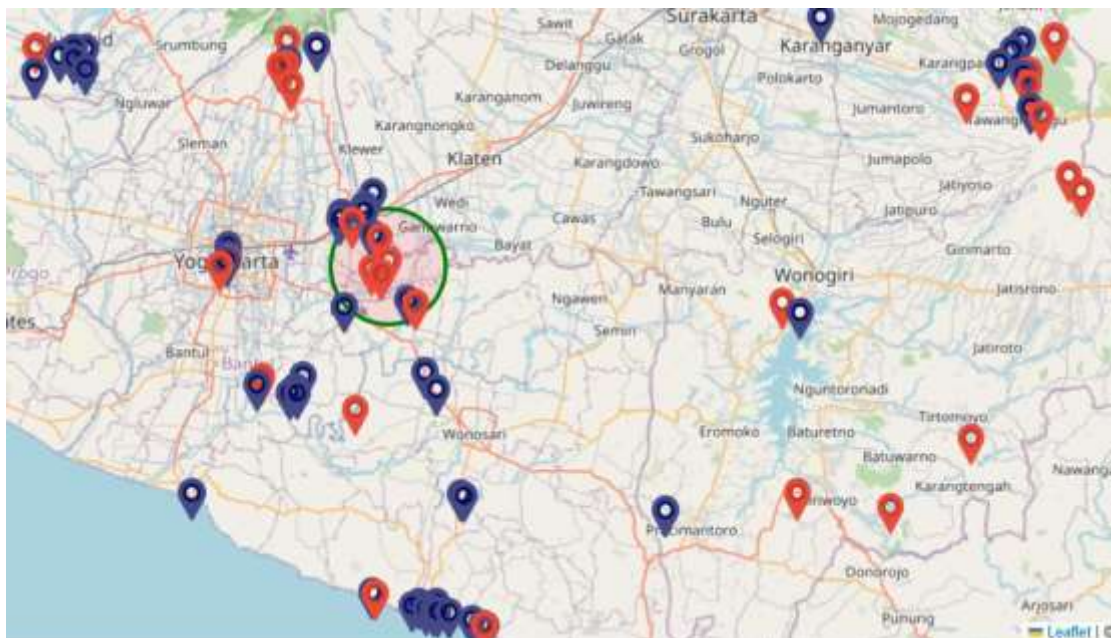 Sawit
Surakarta
Mojogedang
Srumbung
Gatak
Grogol
Karanganyar
Delanggu
Polokarto
Ngluwar
Karanganom
Juwiring
Jumantoro
Karangnongko
Sukoharjo
Sleman
Klewer
Klaten
Karangdowo
Jumapolo
Tawangsari
Jatiyoso
Wedi
Nguter
Jatipuro
Cawas
Bulu
Bayat
Selogiri
Girimarto
Wonogiri
Manyaran
Jatisrono
Ngawen
Semin
Bantul
Jatiroto
Nguntoronadi
Tirtomoyo
Wonosari
Eromoko
Baturetno
Batuwarno
Karangtengah
Donorojo
Punung
Arjosari
Leaflet